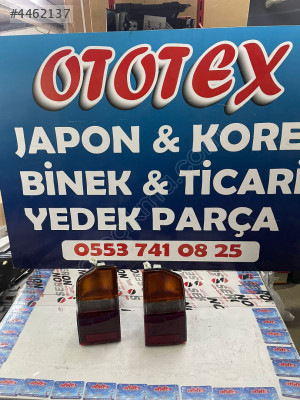 #4462137
OTOTEX
JAPON & KORE
BİNEK & TİCARİ
YEDEK PARÇA
0553 741 08 25